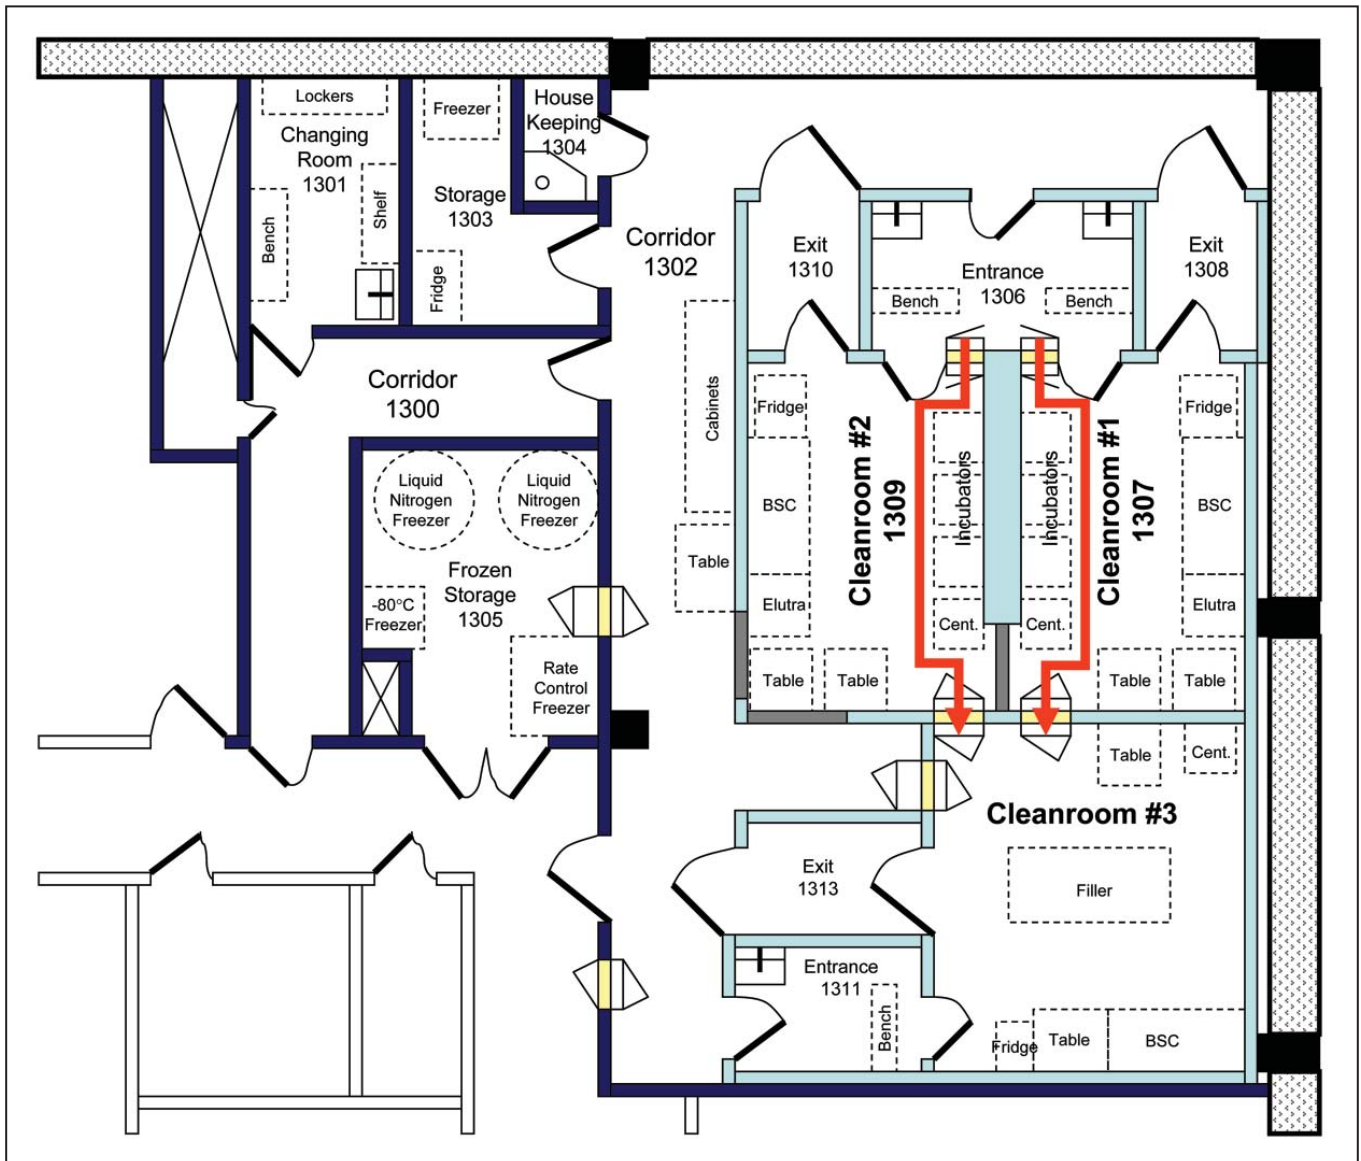 Lockers
Changing
Room
1301
Bench
Shelf
Freezer
Storage
1303
Fridge
House
Keeping
1304
Corridor
1302
Corridor
1300
Liquid
Nitrogen
Freezer
Liquid
Nitrogen
Freezer
Frozen
Storage
1305
-80°C
Freezer
Rate
Control
Freezer
Cabinets
Table
Exit
1310
Entrance
1306
Bench
Bench
Exit
1308
Fridge
BSC
Elutra
Table
Table
Cleanroom #2
1309
Incubators
Cent.
Incubators
Cent.
Cleanroom #1
1307
Fridge
BSC
Elutra
Table
Table
Table
Cent.
Cleanroom #3
Filler
Exit
1313
Entrance
1311
Bench
Fridge
Table
BSC